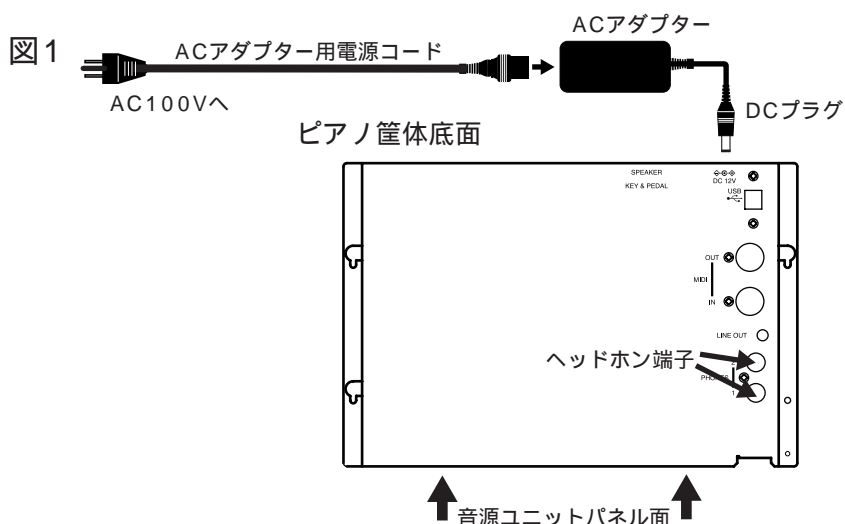 図1
ACアダプター
ACアダプター用電源コード
AC100Vへ
DCプラグ
ピアノ筐体底面
SPEAKER
KEY & PEDAL
DC 12V
USB
OUT
MIDI
IN
LINE OUT
ヘッドホン端子
2
PHONES
1
音源ユニットパネル面